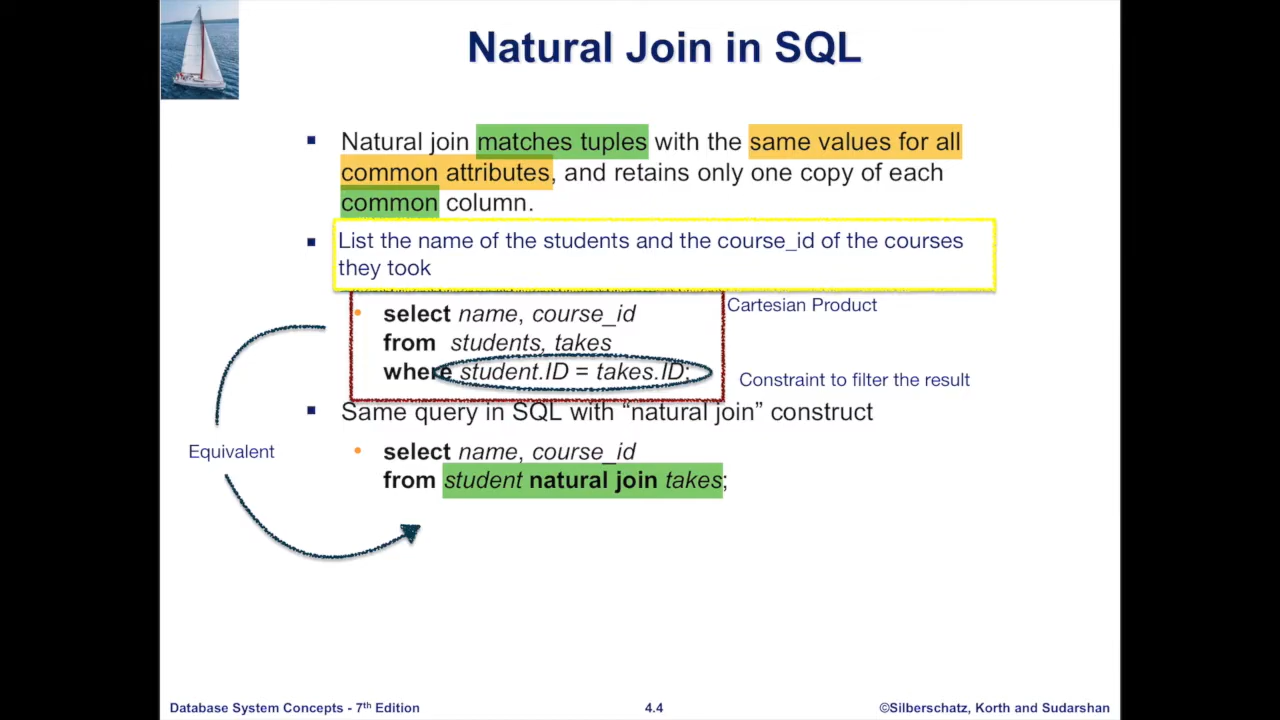 Natural Join in SQL
Natural join matches tuples with the same values for all
common attributes, and retains only one copy of each
common column.
List the name of the students and the course_id of the courses
they took
select name, course_id
from students, takes
where student.ID = takes.ID;
Cartesian Product
Constraint to filter the result
Same query in SQL with “natural join” construct
Equivalent
select name, course_id
from student natural join takes;
Database System Concepts - 7th Edition
4.4
©Silberschatz, Korth and Sudarshan